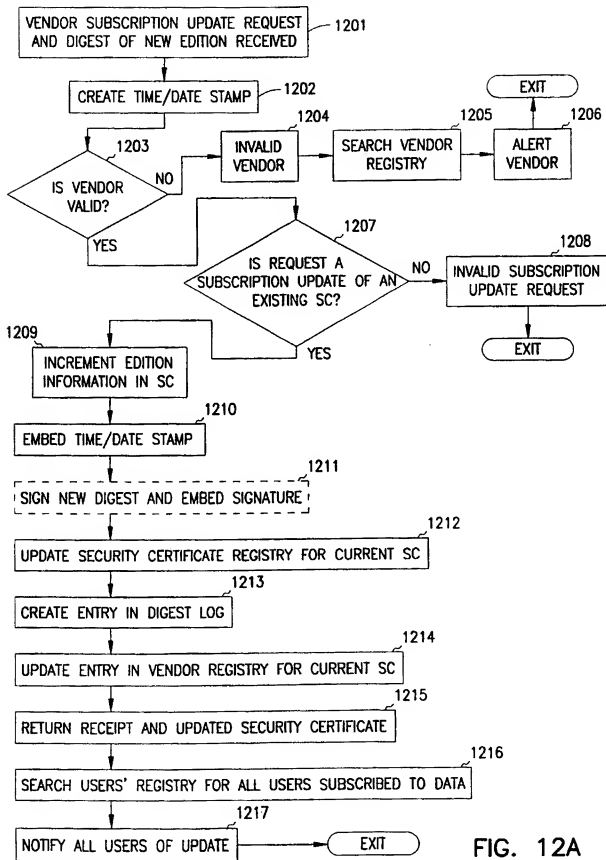 VENDOR SUBSCRIPTION UPDATE REQUEST
AND DIGEST OF NEW EDITION RECEIVED
1201
CREATE TIME/DATE STAMP
1202
1203
IS VENDOR
VALID?
NO
YES
1204
INVALID
VENDOR
1205
SEARCH VENDOR
REGISTRY
1206
ALERT
VENDOR
EXIT
1207
IS REQUEST A
SUBSCRIPTION UPDATE OF AN
EXISTING SC?
NO
YES
1208
INVALID SUBSCRIPTION
UPDATE REQUEST
EXIT
1209
INCREMENT EDITION
INFORMATION IN SC
1210
EMBED TIME/DATE STAMP
1211
SIGN NEW DIGEST AND EMBED SIGNATURE
1212
UPDATE SECURITY CERTIFICATE REGISTRY FOR CURRENT SC
1213
CREATE ENTRY IN DIGEST LOG
1214
UPDATE ENTRY IN VENDOR REGISTRY FOR CURRENT SC
1215
RETURN RECEIPT AND UPDATED SECURITY CERTIFICATE
1216
SEARCH USERS' REGISTRY FOR ALL USERS SUBSCRIBED TO DATA
1217
NOTIFY ALL USERS OF UPDATE
EXIT
FIG. 12A